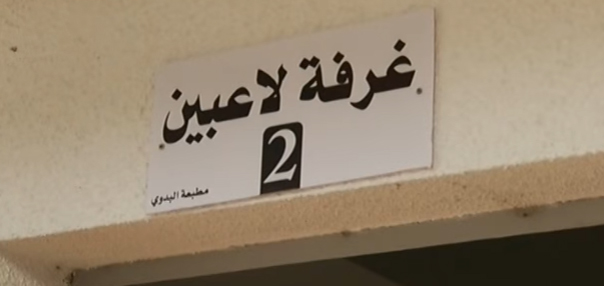 غرفة لاعبين
2
مطبعة البدوي